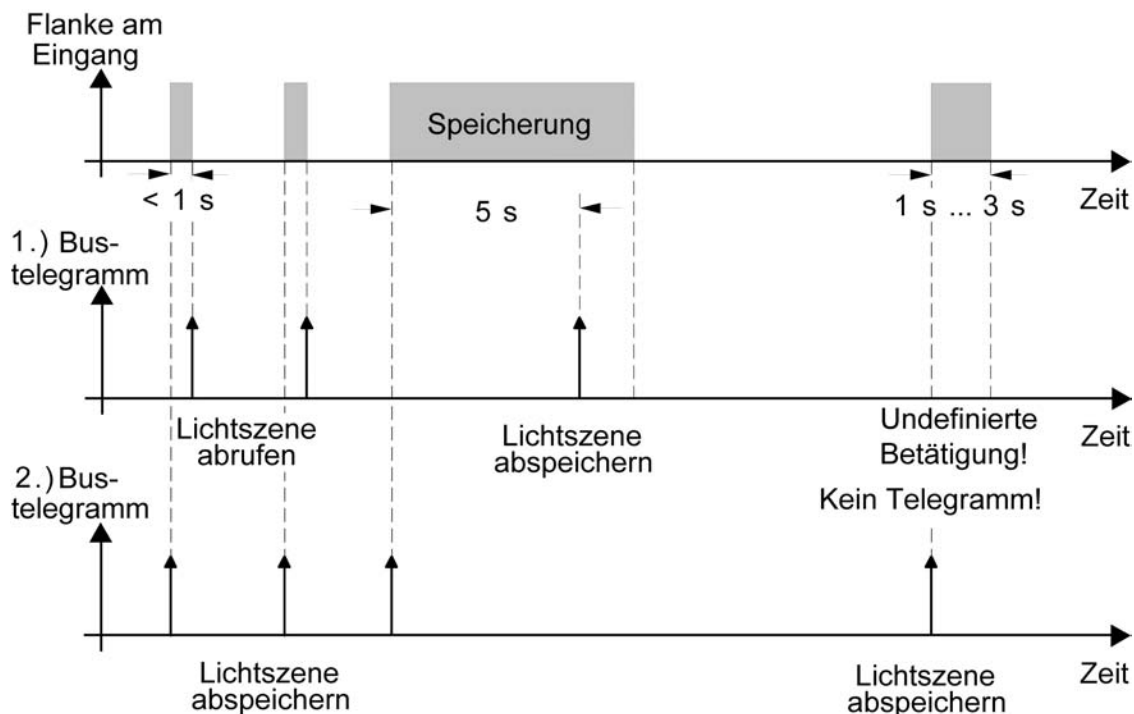 Flanke am
Eingang
Speicherung
< 1 s
5 s
1 s ... 3 s
Zeit
1.) Bus-
telegramm
Lichtszene
abrufen
Lichtszene
abspeichern
Undefinierte
Betätigung!
Zeit
Kein Telegramm!
2.) Bus-
telegramm
Lichtszene
abspeichern
Lichtszene
abspeichern
Zeit